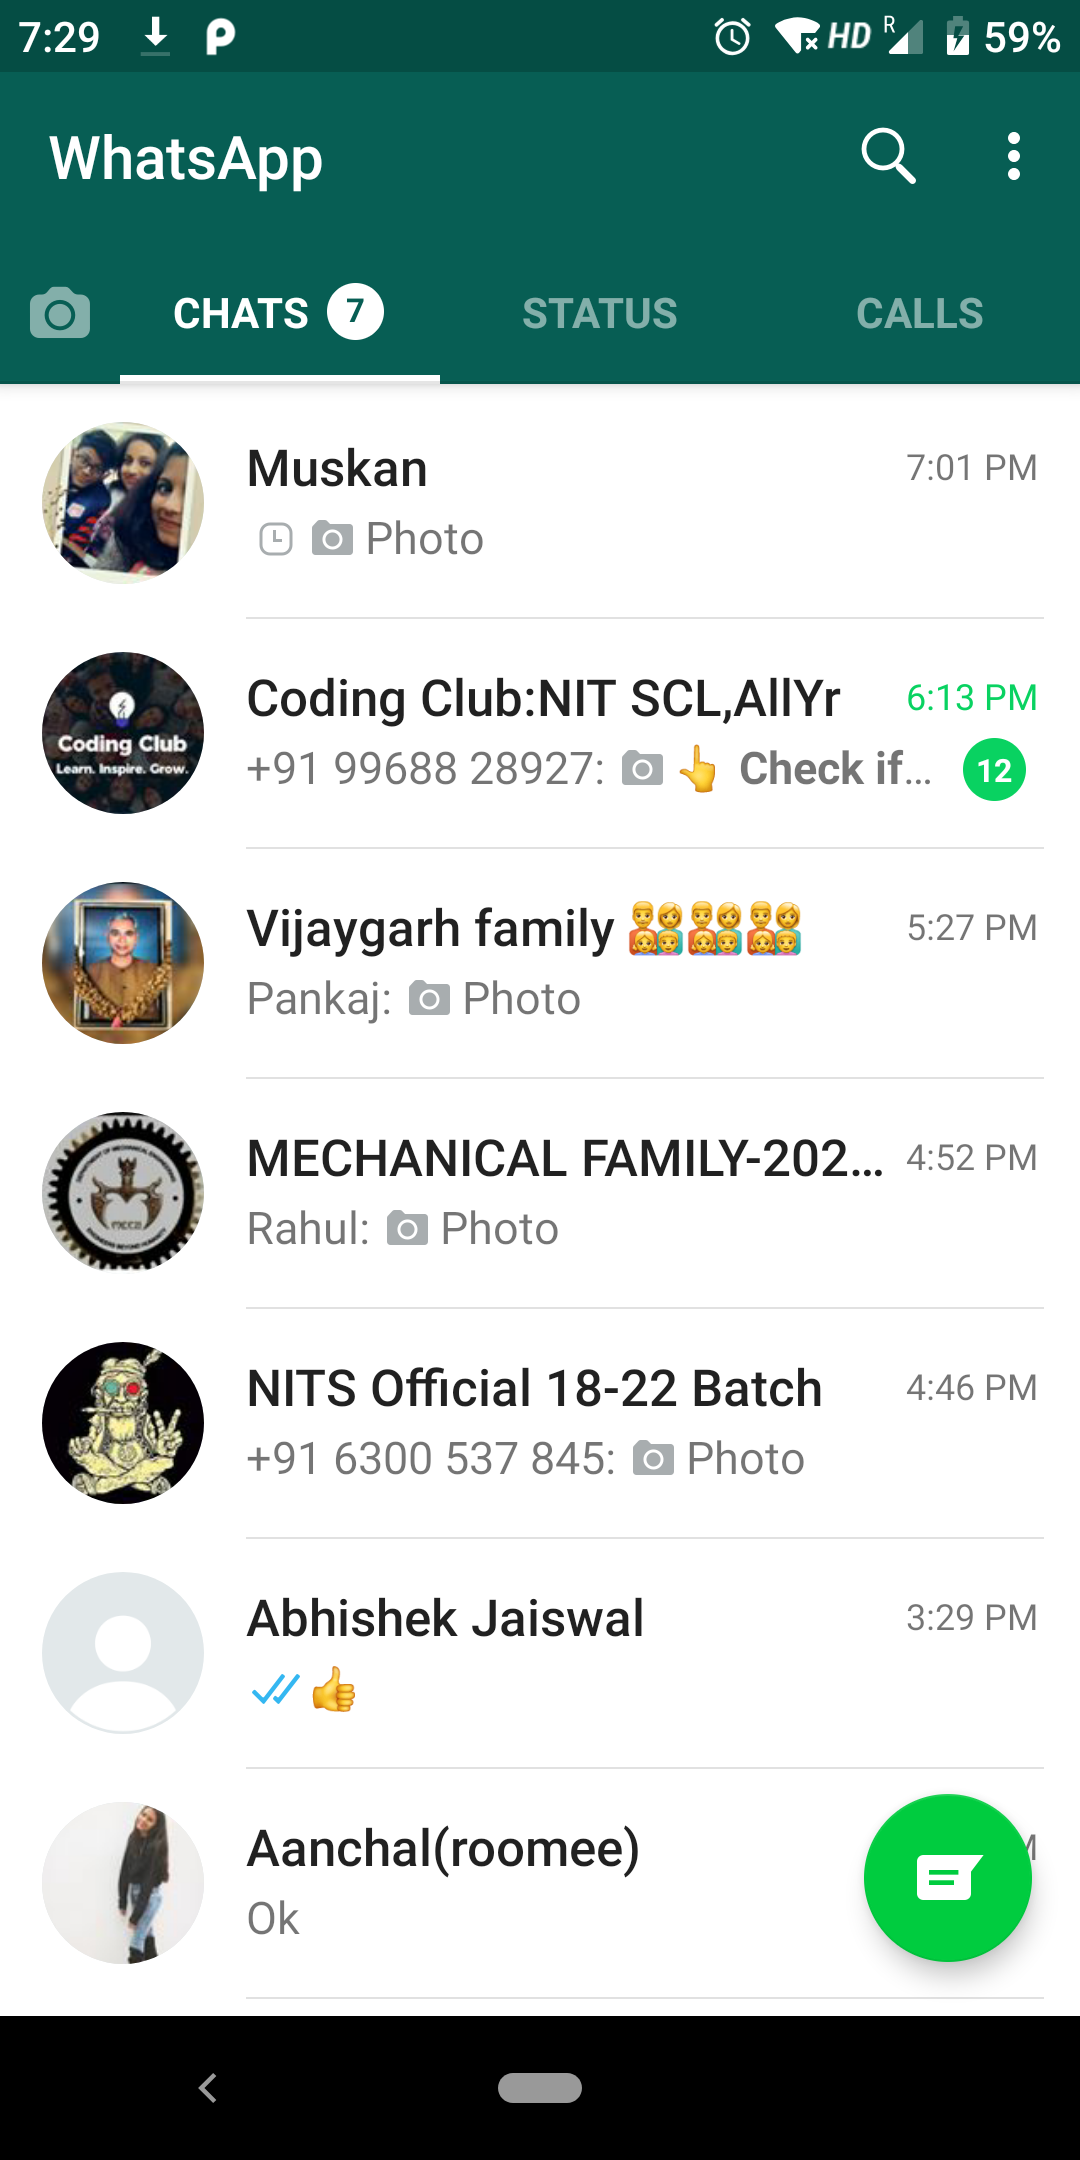 7:29 HD R 59%
WhatsApp
CHATS 7 STATUS CALLS
Muskan 7:01 PM
Photo
Coding Club
Learn. Inspire. Grow.
Coding Club:NIT SCL,AllYr 6:13 PM
+91 99688 28927: 👆 Check if... 12
Vijaygarh family 👨‍👩‍👧‍👦👨‍👩‍👧‍👦👨‍👩‍👧‍👦 5:27 PM
Pankaj: Photo
MECHANICAL FAMILY-202... 4:52 PM
Rahul: Photo
NITS Official 18-22 Batch 4:46 PM
+91 6300 537 845: Photo
Abhishek Jaiswal 3:29 PM
👍
Aanchal(roomee)
Ok